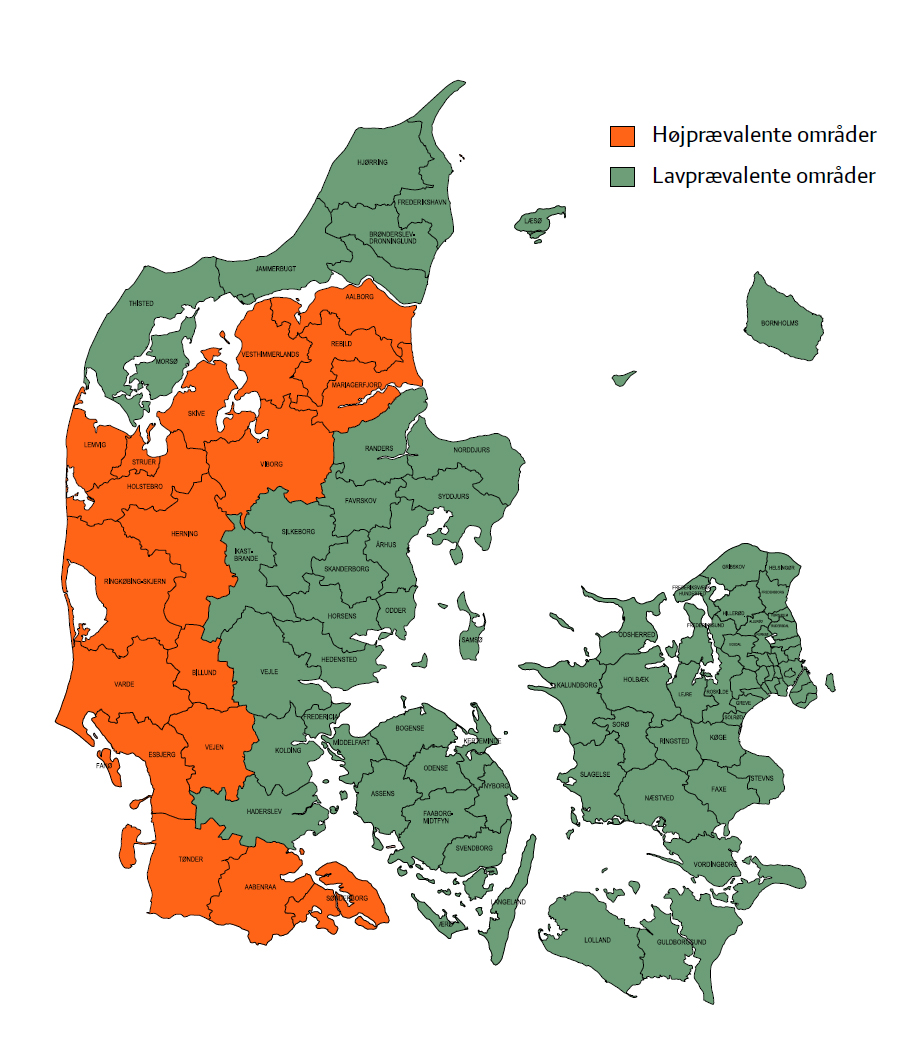 Højprævalente områder
Lavprævalente områder
HJØRRING
FREDERIKSHAVN
LÆSØ
BRØNDERSLEV-
DRONNINGLUND
JAMMERBUGT
THISTED
AALBORG
BORNHOLMS
REBILD
VESTHIMMERLANDS
MORSØ
MARIAGERFJORD
SKIVE
LEMVIG
RANDERS
NORDDJURS
STRUER
VIBORG
HOLSTEBRO
SYDDJURS
FAVRSKOV
HERNING
SILKEBORG
ÅRHUS
IKAST-
BRANDE
SKANDERBORG
GRIBSKOV
HELSINGØR
RINGKØBING-SKJERN
HORSENS
ODDER
HILLERØD
SAMSØ
ODSHERRED
HEDENSTED
BILLUND
VEJLE
VARDE
KALUNDBORG
HOLBÆK
LEJRE
ROSKILDE
GREVE
SOLRØD
FREDERICIA
SORØ
BOGENSE
KØGE
RINGSTED
MIDDELFART
KERTEMINDE
VEJEN
KOLDING
ESBJERG
FANØ
ODENSE
SLAGELSE
STEVNS
NYBORG
FAXE
ASSENS
NÆSTVED
HADERSLEV
FAABORG-
MIDTFYN
SVENDBORG
TØNDER
VORDINGBORG
AABENRAA
SØNDERBORG
LANGELAND
ÆRØ
LOLLAND
GULDBORGSUND